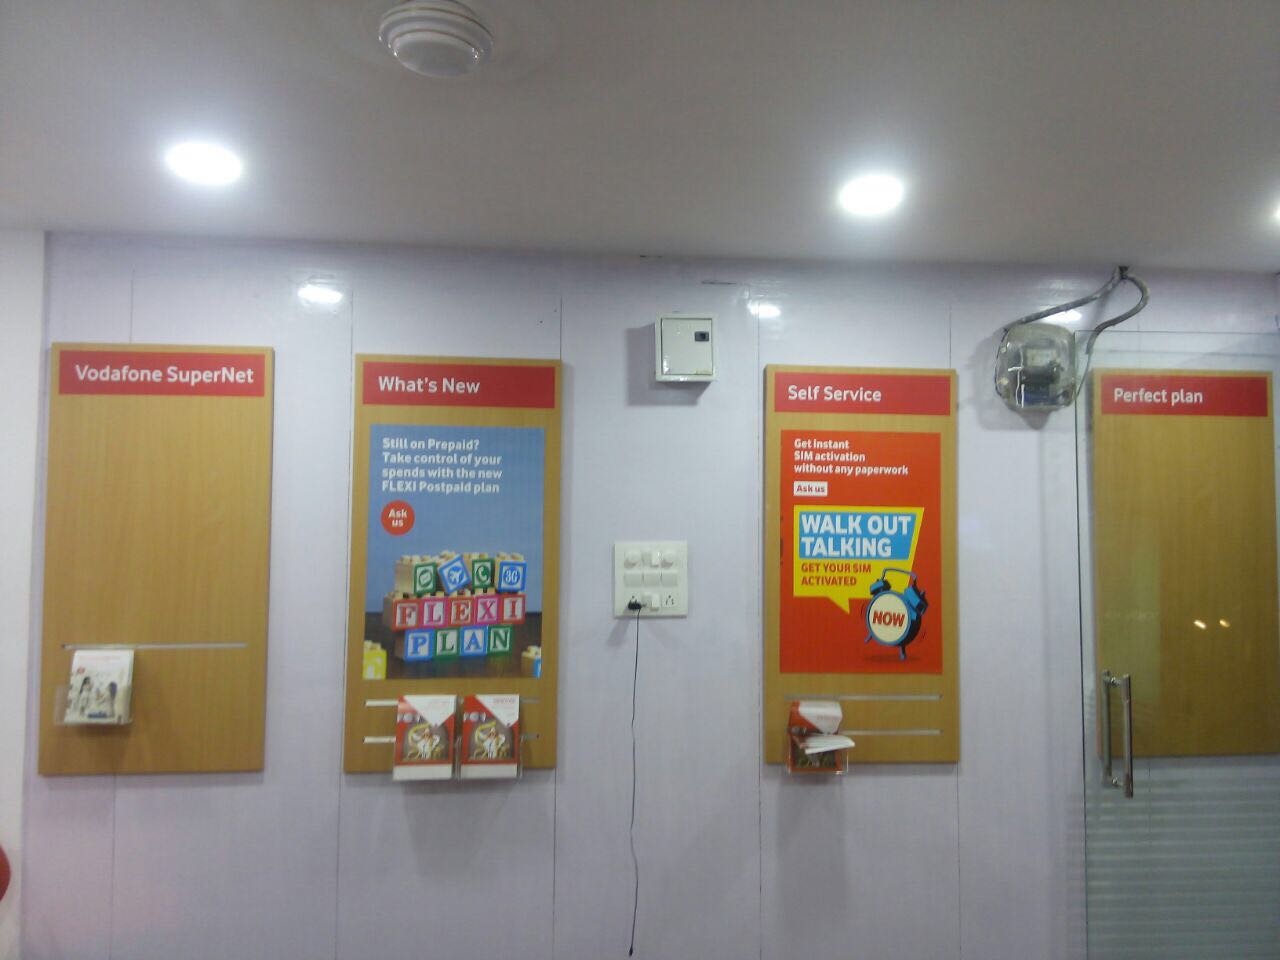 Vodafone SuperNet
What's New
Still on Prepaid?
Take control of your
spends with the new
FLEXI Postpaid plan
Ask
us
3G
FLEXI
PLAN
Self Service
Get instant
SIM activation
without any paperwork
Ask us
WALK OUT
TALKING
GET YOUR SIM
ACTIVATED
NOW
Perfect plan